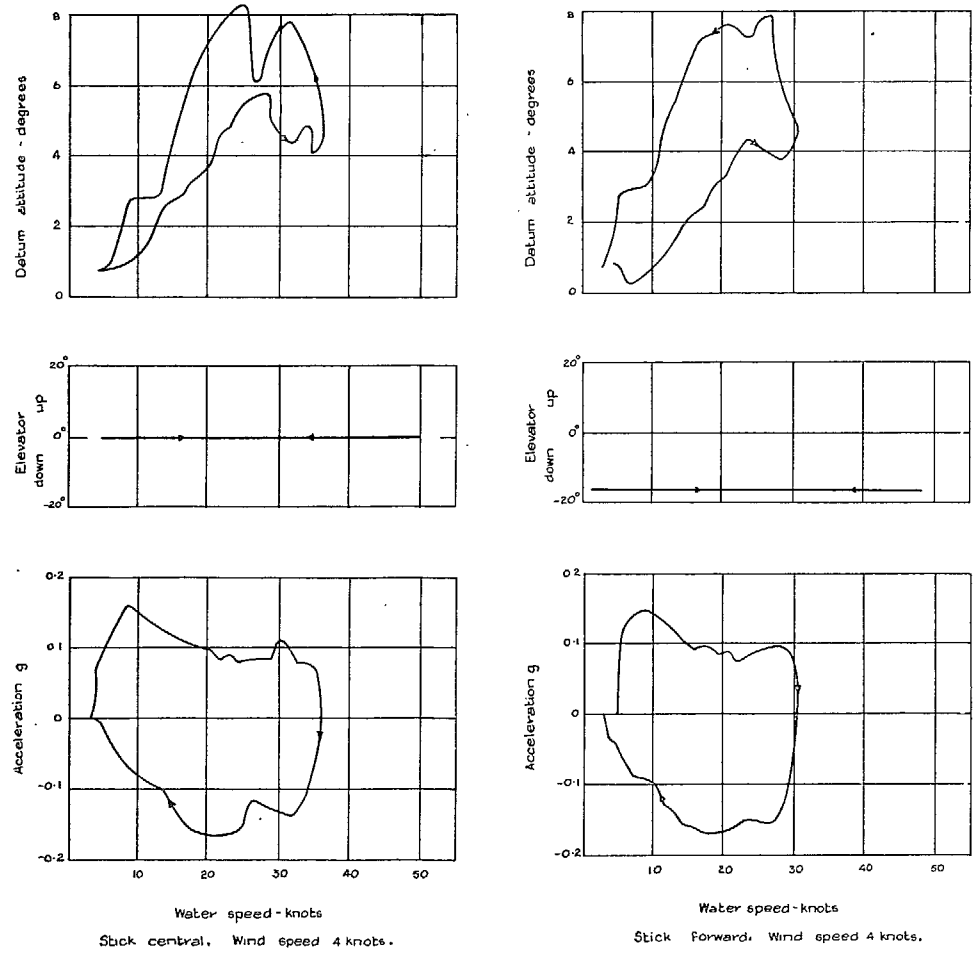 8
6
4
2
0
Datum attitude - degrees
20°
0°
-20°
Elevator
down up
0·2
0·1
0
-0·1
-0·2
Acceleration g
10 20 30 40 50
Water speed - knots
Stick central. Wind speed 4 knots.
8
6
4
2
0
Datum attitude - degrees
20°
0°
-20°
Elevator
down up
0·2
0·1
0
-0·1
-0·2
Acceleration g
10 20 30 40 50
Water speed - knots
Stick forward. Wind speed 4 knots.